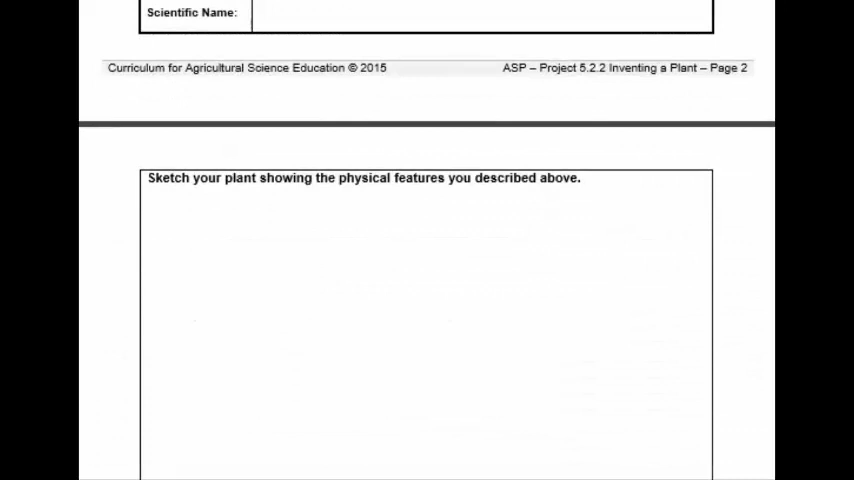 Scientific Name:
Curriculum for Agricultural Science Education © 2015 ASP – Project 5.2.2 Inventing a Plant – Page 2
Sketch your plant showing the physical features you described above.